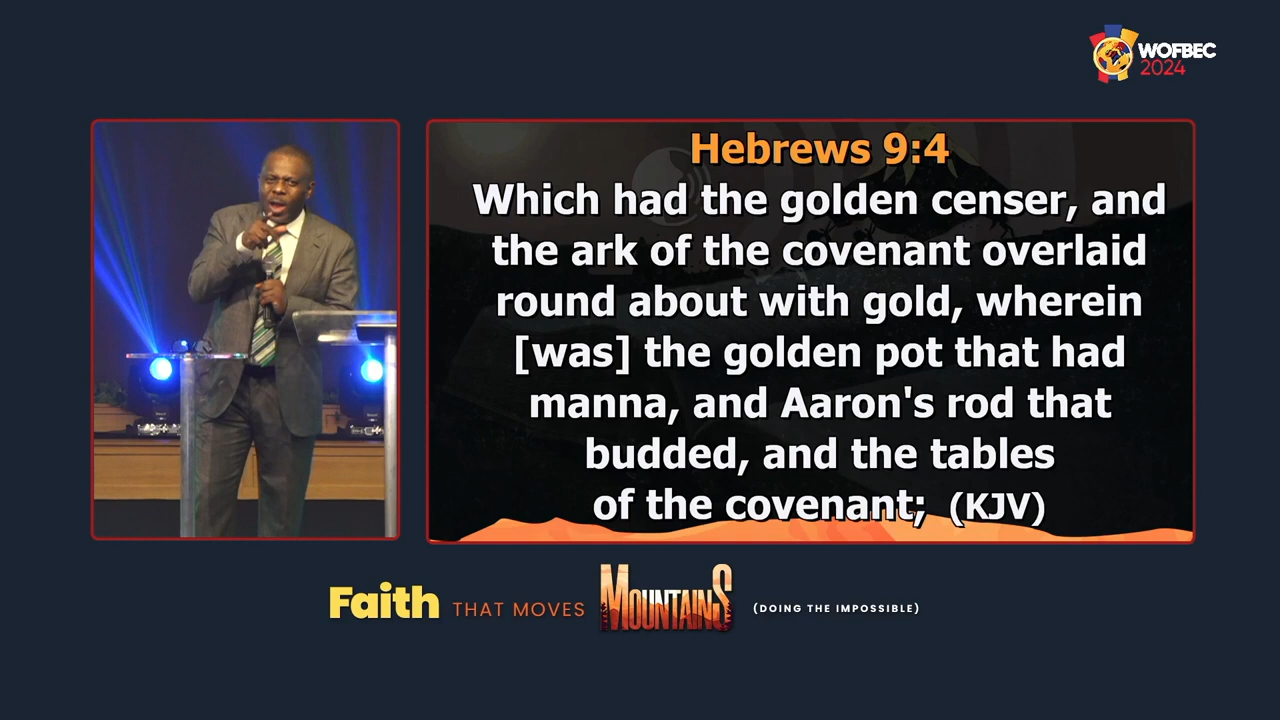 WOFBEC
2024
Hebrews 9:4
Which had the golden censer, and
the ark of the covenant overlaid
round about with gold, wherein
[was] the golden pot that had
manna, and Aaron's rod that
budded, and the tables
of the covenant; (KJV)
Faith THAT MOVES MOUNTAINS (DOING THE IMPOSSIBLE)